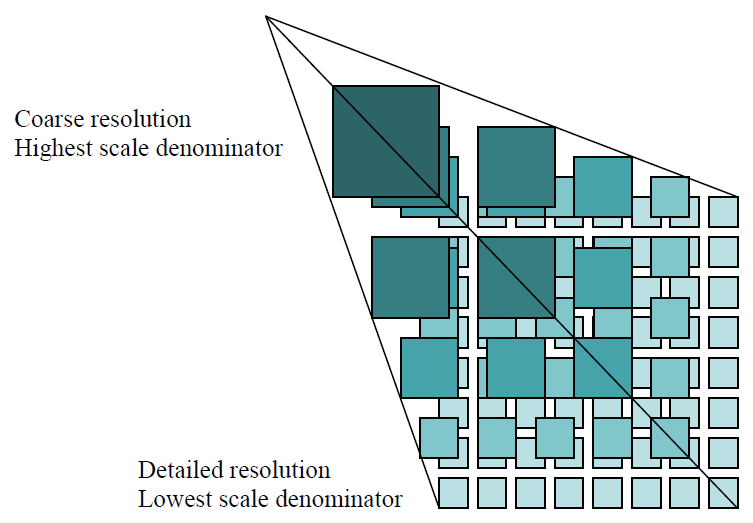 Coarse resolution
Highest scale denominator
Detailed resolution
Lowest scale denominator